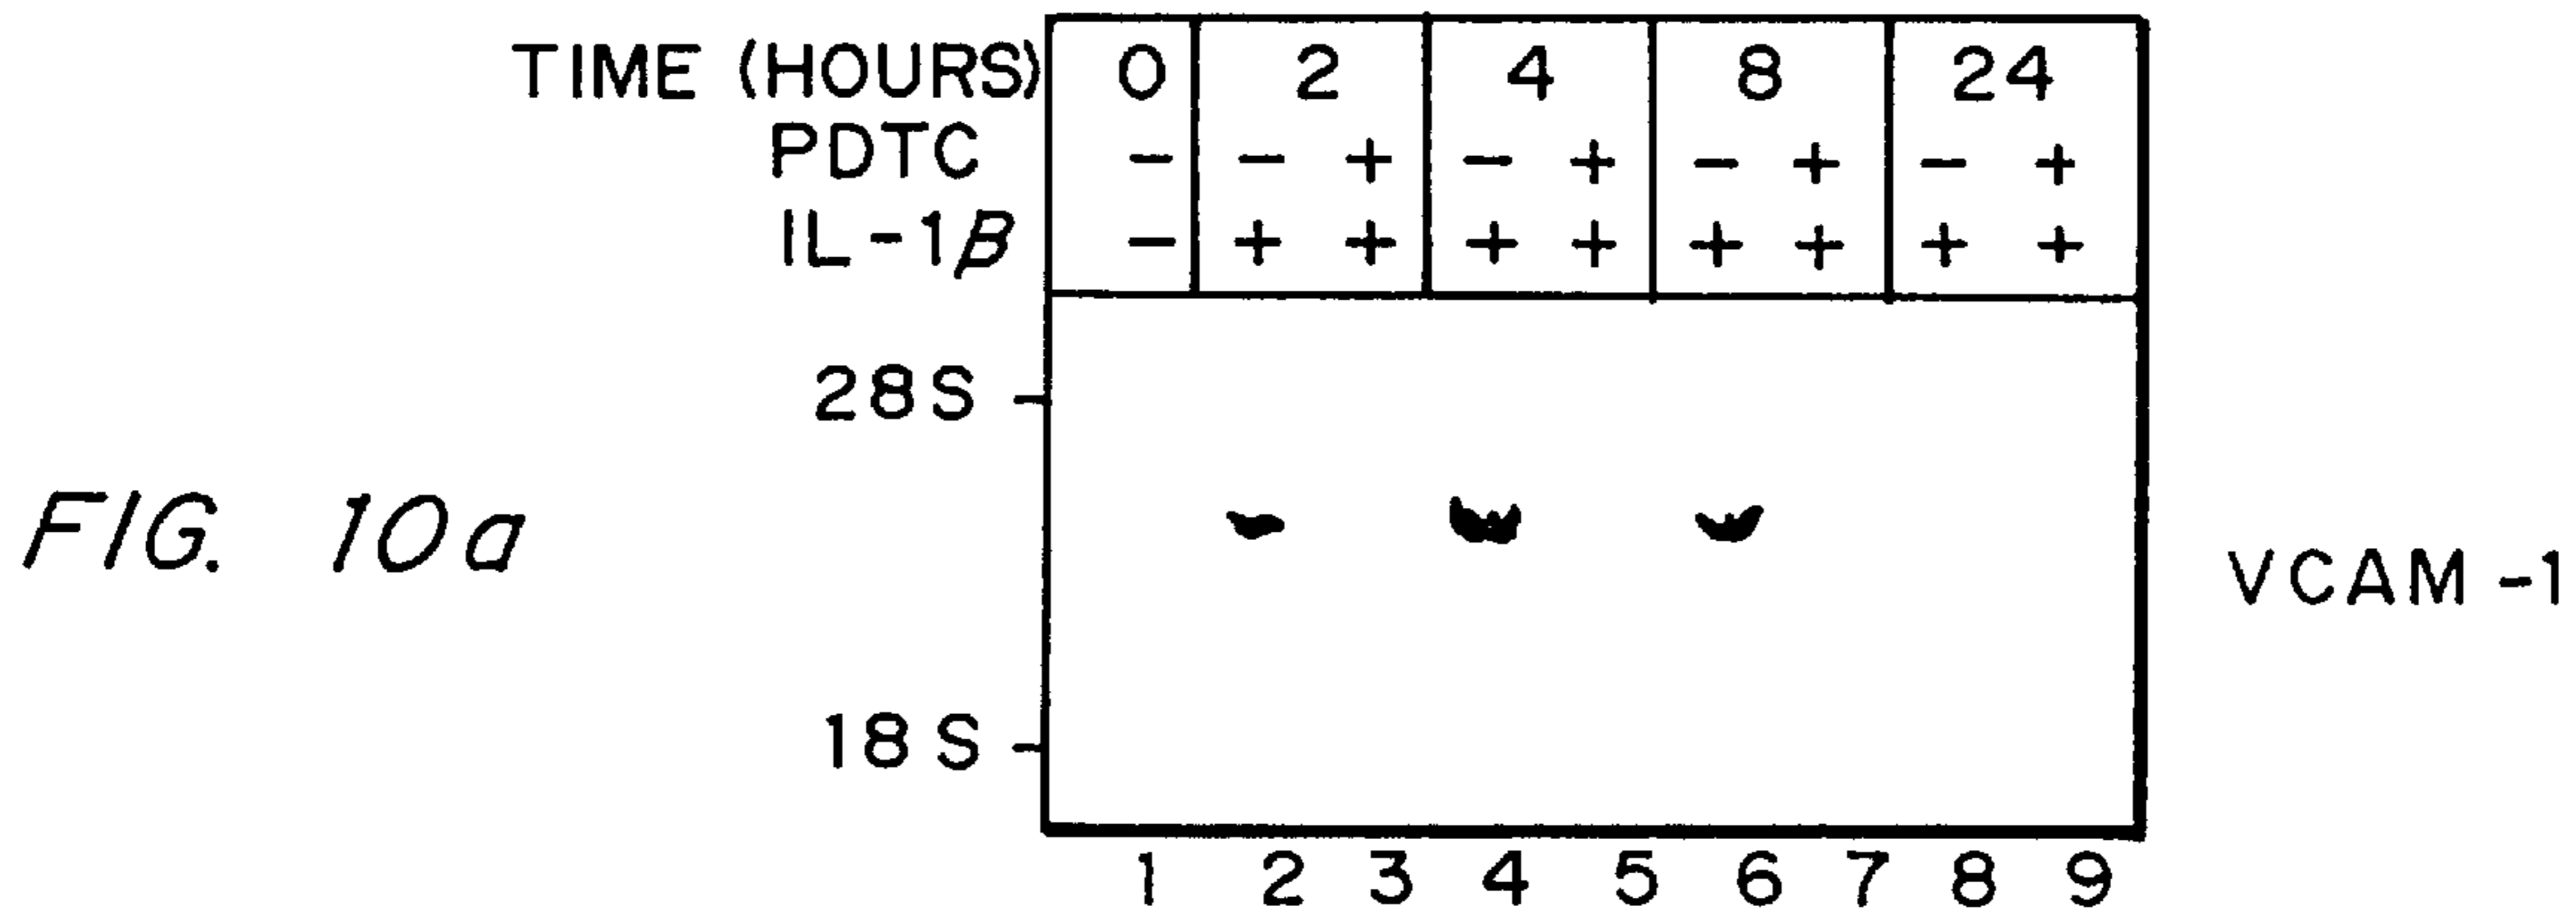 TIME (HOURS) 0 2 4 8 24
PDTC - - + - + - + - +
IL-1β - + + + + + + + +
28S
FIG. 10a
VCAM-1
18S
1 2 3 4 5 6 7 8 9